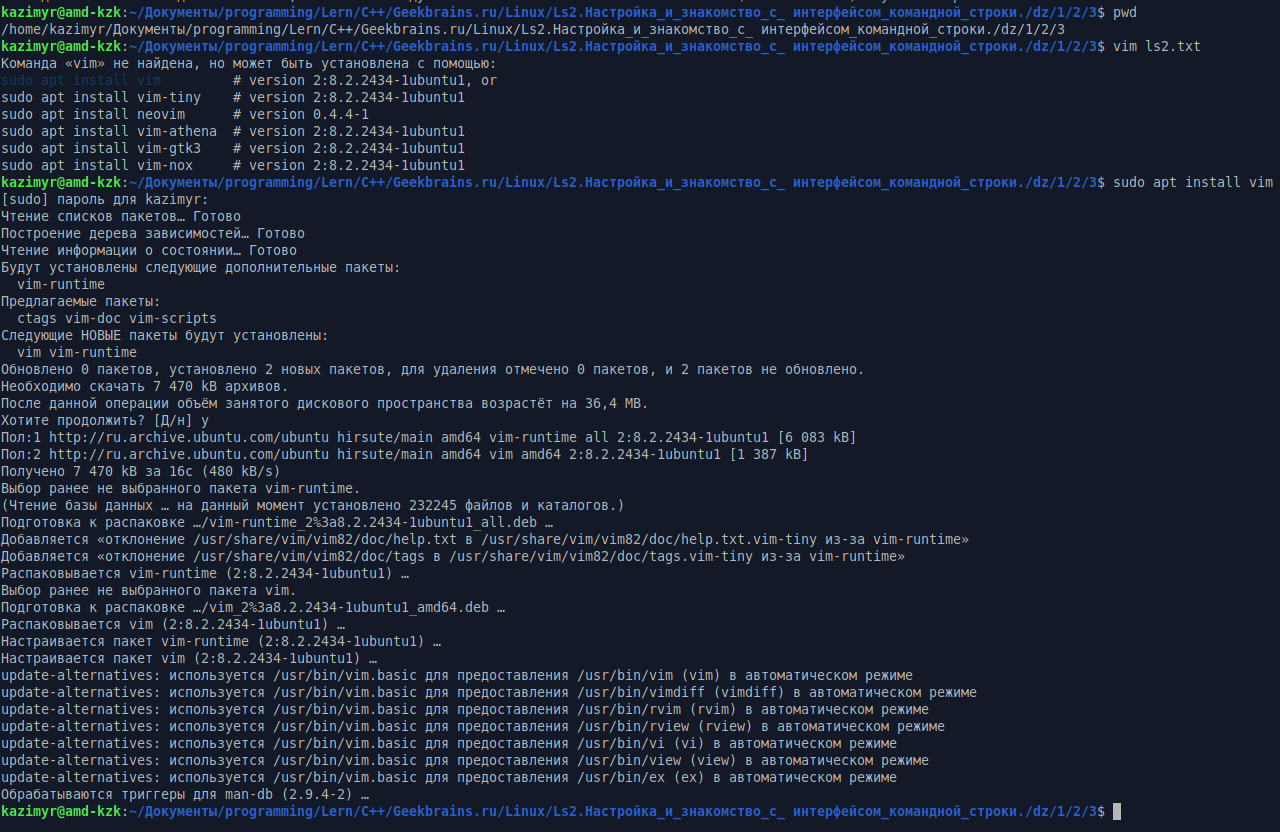 kazimyr@amd-kzk:~/Документы/programming/Lern/C++/Geekbrains.ru/Linux/Ls2.Настройка_и_знакомство_с_ интерфейсом_командной_строки./dz/1/2/3$ pwd
/home/kazimyr/Документы/programming/Lern/C++/Geekbrains.ru/Linux/Ls2.Настройка_и_знакомство_с_ интерфейсом_командной_строки./dz/1/2/3
kazimyr@amd-kzk:~/Документы/programming/Lern/C++/Geekbrains.ru/Linux/Ls2.Настройка_и_знакомство_с_ интерфейсом_командной_строки./dz/1/2/3$ vim ls2.txt
Команда «vim» не найдена, но может быть установлена с помощью:
sudo apt install vim         # version 2:8.2.2434-1ubuntu1, or
sudo apt install vim-tiny    # version 2:8.2.2434-1ubuntu1
sudo apt install neovim      # version 0.4.4-1
sudo apt install vim-athena  # version 2:8.2.2434-1ubuntu1
sudo apt install vim-gtk3    # version 2:8.2.2434-1ubuntu1
sudo apt install vim-nox     # version 2:8.2.2434-1ubuntu1
kazimyr@amd-kzk:~/Документы/programming/Lern/C++/Geekbrains.ru/Linux/Ls2.Настройка_и_знакомство_с_ интерфейсом_командной_строки./dz/1/2/3$ sudo apt install vim
[sudo] пароль для kazimyr:
Чтение списков пакетов… Готово
Построение дерева зависимостей… Готово
Чтение информации о состоянии… Готово
Будут установлены следующие дополнительные пакеты:
  vim-runtime
Предлагаемые пакеты:
  ctags vim-doc vim-scripts
Следующие НОВЫЕ пакеты будут установлены:
  vim vim-runtime
Обновлено 0 пакетов, установлено 2 новых пакетов, для удаления отмечено 0 пакетов, и 2 пакетов не обновлено.
Необходимо скачать 7 470 kB архивов.
После данной операции объём занятого дискового пространства возрастёт на 36,4 MB.
Хотите продолжить? [Д/н] y
Пол:1 http://ru.archive.ubuntu.com/ubuntu hirsute/main amd64 vim-runtime all 2:8.2.2434-1ubuntu1 [6 083 kB]
Пол:2 http://ru.archive.ubuntu.com/ubuntu hirsute/main amd64 vim amd64 2:8.2.2434-1ubuntu1 [1 387 kB]
Получено 7 470 kB за 16с (480 kB/s)
Выбор ранее не выбранного пакета vim-runtime.
(Чтение базы данных … на данный момент установлено 232245 файлов и каталогов.)
Подготовка к распаковке …/vim-runtime_2%3a8.2.2434-1ubuntu1_all.deb …
Добавляется «отклонение /usr/share/vim/vim82/doc/help.txt в /usr/share/vim/vim82/doc/help.txt.vim-tiny из-за vim-runtime»
Добавляется «отклонение /usr/share/vim/vim82/doc/tags в /usr/share/vim/vim82/doc/tags.vim-tiny из-за vim-runtime»
Распаковывается vim-runtime (2:8.2.2434-1ubuntu1) …
Выбор ранее не выбранного пакета vim.
Подготовка к распаковке …/vim_2%3a8.2.2434-1ubuntu1_amd64.deb …
Распаковывается vim (2:8.2.2434-1ubuntu1) …
Настраивается пакет vim-runtime (2:8.2.2434-1ubuntu1) …
Настраивается пакет vim (2:8.2.2434-1ubuntu1) …
update-alternatives: используется /usr/bin/vim.basic для предоставления /usr/bin/vim (vim) в автоматическом режиме
update-alternatives: используется /usr/bin/vim.basic для предоставления /usr/bin/vimdiff (vimdiff) в автоматическом режиме
update-alternatives: используется /usr/bin/vim.basic для предоставления /usr/bin/rvim (rvim) в автоматическом режиме
update-alternatives: используется /usr/bin/vim.basic для предоставления /usr/bin/rview (rview) в автоматическом режиме
update-alternatives: используется /usr/bin/vim.basic для предоставления /usr/bin/vi (vi) в автоматическом режиме
update-alternatives: используется /usr/bin/vim.basic для предоставления /usr/bin/view (view) в автоматическом режиме
update-alternatives: используется /usr/bin/vim.basic для предоставления /usr/bin/ex (ex) в автоматическом режиме
Обрабатываются триггеры для man-db (2.9.4-2) …
kazimyr@amd-kzk:~/Документы/programming/Lern/C++/Geekbrains.ru/Linux/Ls2.Настройка_и_знакомство_с_ интерфейсом_командной_строки./dz/1/2/3$